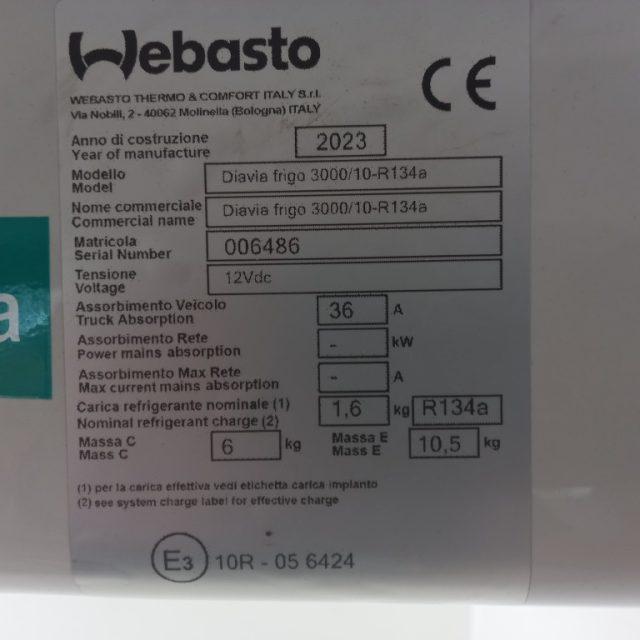 Webasto
WEBASTO THERMO & COMFORT ITALY S.r.l.
Via Nobili, 2 - 40062 Molinella (Bologna) ITALY
CE
Anno di costruzione
Year of manufacture
2023
Modello
Model
Diavia frigo 3000/10-R134a
Nome commerciale
Commercial name
Diavia frigo 3000/10-R134a
Matricola
Serial Number
006486
Tensione
Voltage
12Vdc
Assorbimento Veicolo
Truck Absorption
36 A
Assorbimento Rete
Power mains absorption
- kW
Assorbimento Max Rete
Max current mains absorption
- A
Carica refrigerante nominale (1)
Nominal refrigerant charge (2)
1,6 kg R134a
Massa C
Mass C
6 kg
Massa E
Mass E
10,5 kg
(1) per la carica effettiva vedi etichetta carica impianto
(2) see system charge label for effective charge
E3 10R - 05 6424
a